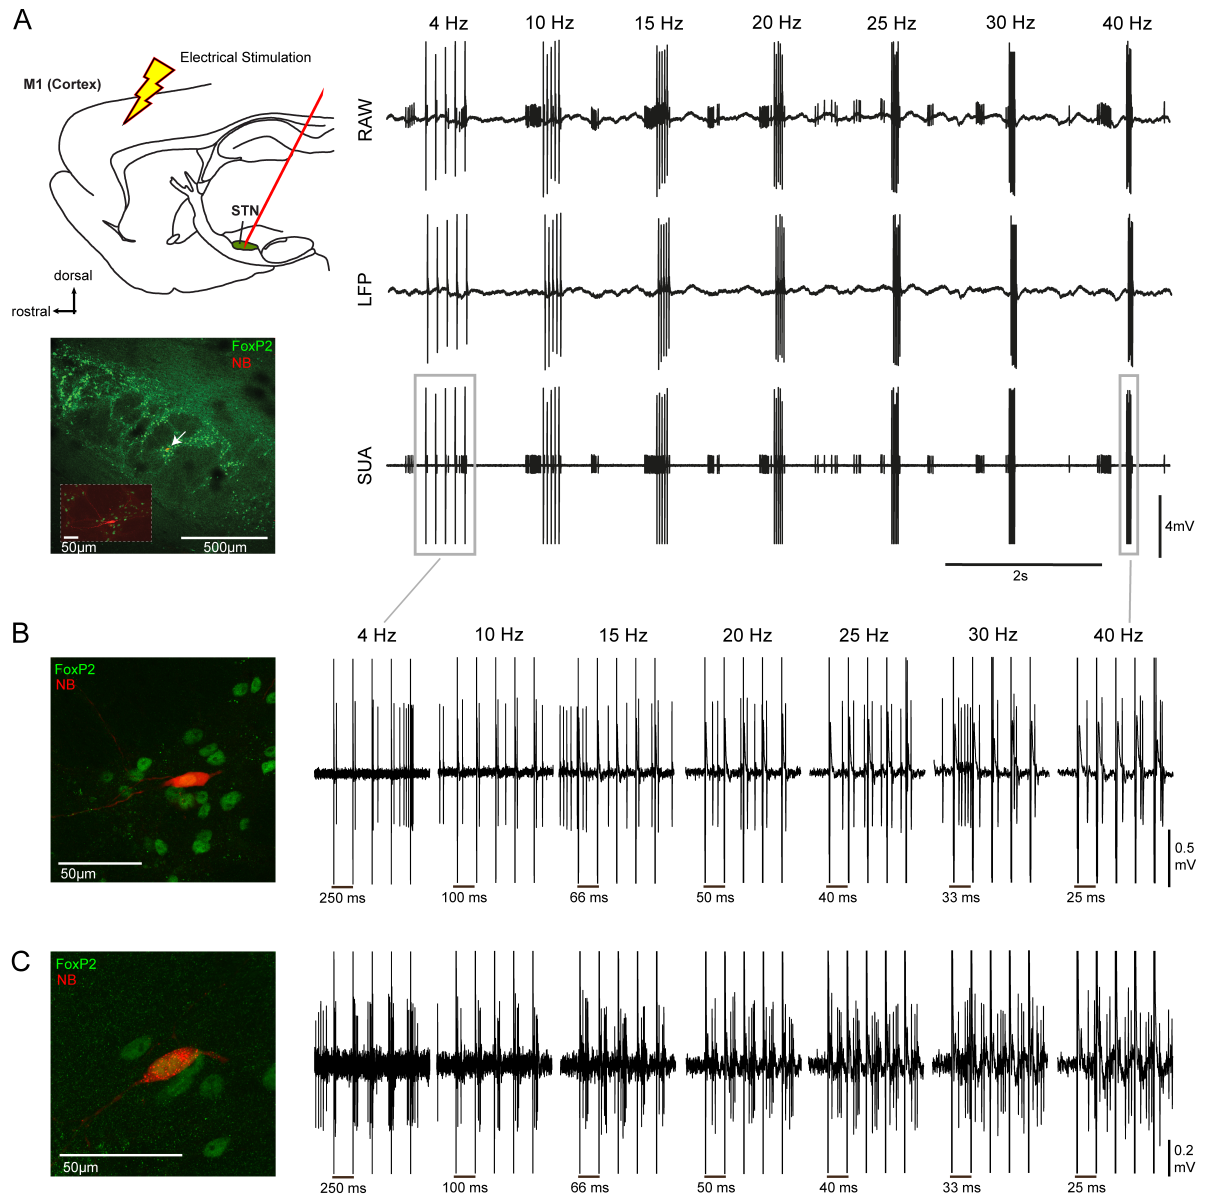 A
4 Hz 10 Hz 15 Hz 20 Hz 25 Hz 30 Hz 40 Hz
Electrical Stimulation
M1 (Cortex)
RAW
STN
dorsal
rostral
LFP
FoxP2
NB
50µm 500µm
SUA
4mV
2s
B
4 Hz 10 Hz 15 Hz 20 Hz 25 Hz 30 Hz 40 Hz
FoxP2
NB
50µm
0.5
mV
250 ms 100 ms 66 ms 50 ms 40 ms 33 ms 25 ms
C
FoxP2
NB
50µm
0.2
mV
250 ms 100 ms 66 ms 50 ms 40 ms 33 ms 25 ms